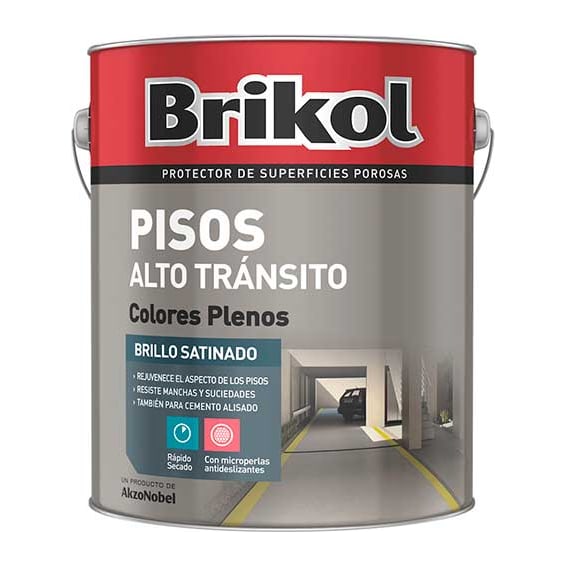 Brikol
PROTECTOR DE SUPERFICIES POROSAS
PISOS
ALTO TRÁNSITO
Colores Plenos
BRILLO SATINADO
› REJUVENECE EL ASPECTO DE LOS PISOS
› RESISTE MANCHAS Y SUCIEDADES
› TAMBIÉN PARA CEMENTO ALISADO
Rápido
Secado
Con microperlas
antideslizantes
UN PRODUCTO DE
AkzoNobel